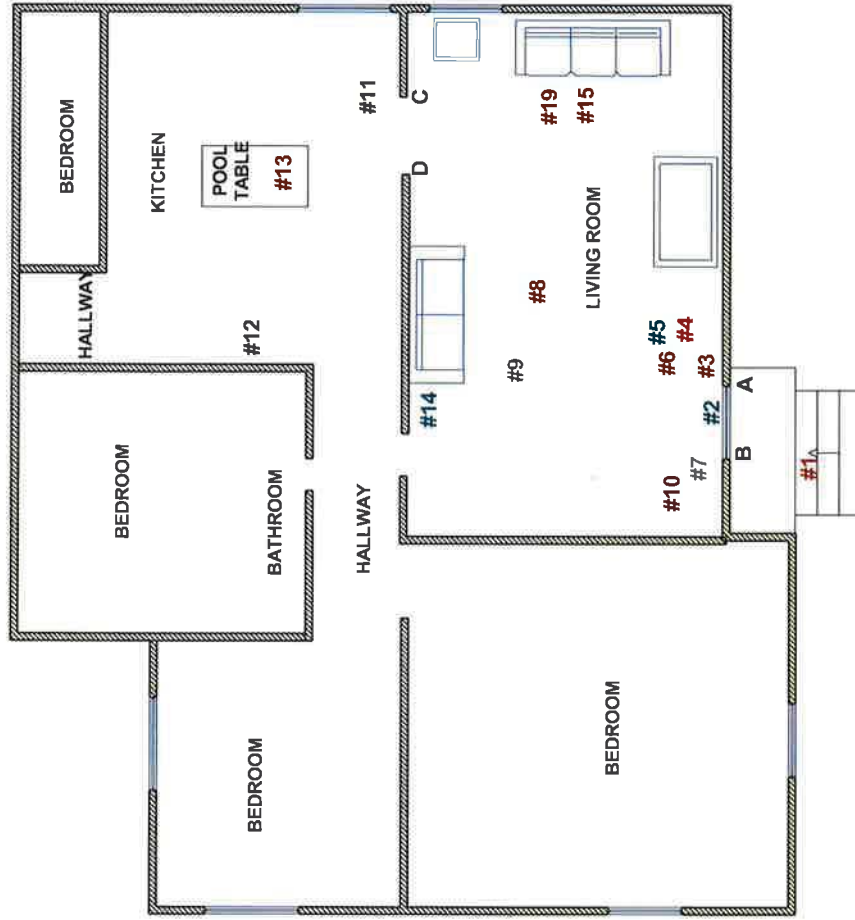 BEDROOM
HALLWAY
KITCHEN
POOL
TABLE
#13
#11
#12
C
D
BEDROOM
BATHROOM
HALLWAY
BEDROOM
BEDROOM
LIVING ROOM
#19
#15
#14
#9
#8
#5
#4
#6
#3
#2
#7
#10
A
B
#1